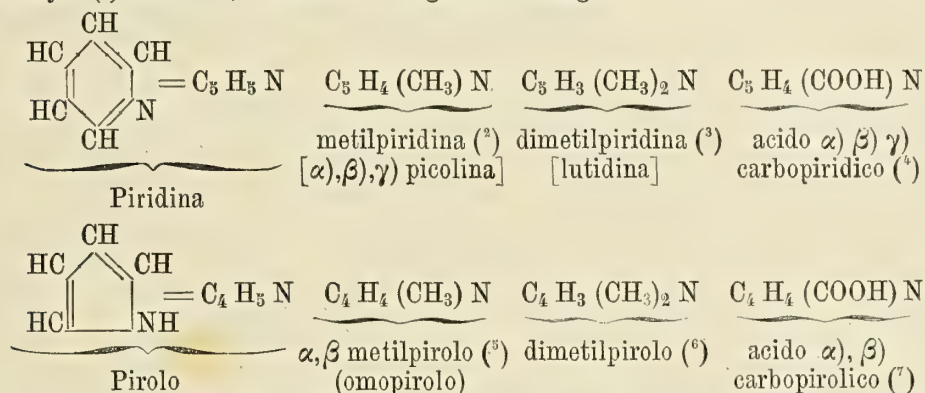 CH
HC CH
= C₅ H₅ N C₅ H₄ (CH₃) N C₅ H₃ (CH₃)₂ N C₅ H₄ (COOH) N
HC N
CH
metilpiridina (²) dimetilpiridina (³) acido α) β) γ)
[α),β),γ) picolina] [lutidina] carbopiridico (⁴)
Piridina
CH
HC CH
= C₄ H₅ N C₄ H₄ (CH₃) N C₄ H₃ (CH₃)₂ N C₄ H₄ (COOH) N
HC NH
α,β metilpirolo (⁵) dimetilpirolo (⁶) acido α), β)
Pirolo (omopirolo) carbopirolico (⁷)